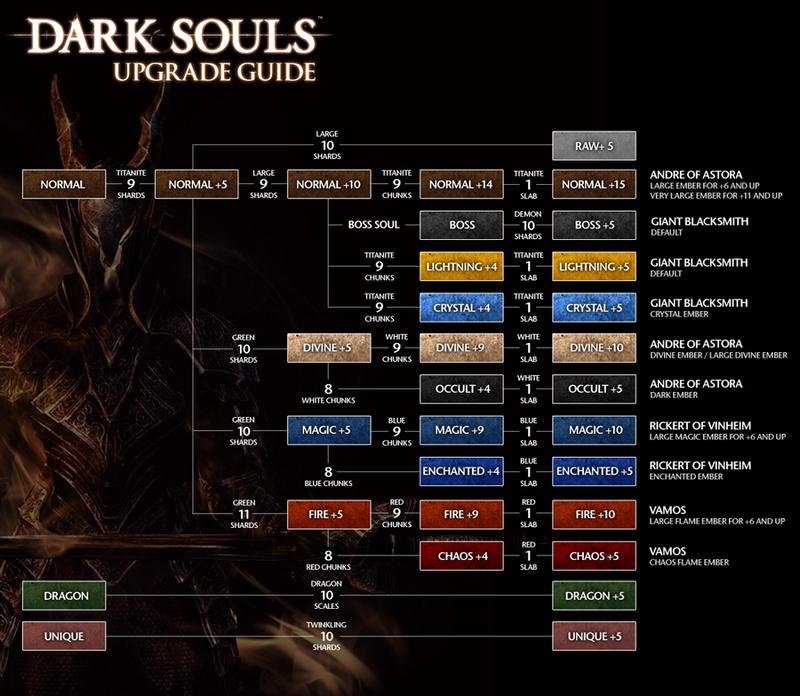 DARK SOULS™
UPGRADE GUIDE
LARGE
10
SHARDS
RAW+ 5
NORMAL
TITANITE
9
SHARDS
NORMAL +5
LARGE
9
SHARDS
NORMAL +10
TITANITE
9
CHUNKS
NORMAL +14
TITANITE
1
SLAB
NORMAL +15
ANDRE OF ASTORA
LARGE EMBER FOR +6 AND UP
VERY LARGE EMBER FOR +11 AND UP
BOSS SOUL
BOSS
DEMON
10
SHARDS
BOSS +5
GIANT BLACKSMITH
DEFAULT
TITANITE
9
CHUNKS
LIGHTNING +4
TITANITE
1
SLAB
LIGHTNING +5
GIANT BLACKSMITH
DEFAULT
TITANITE
9
CHUNKS
CRYSTAL +4
TITANITE
1
SLAB
CRYSTAL +5
GIANT BLACKSMITH
CRYSTAL EMBER
GREEN
10
SHARDS
DIVINE +5
WHITE
9
CHUNKS
DIVINE +9
WHITE
1
SLAB
DIVINE +10
ANDRE OF ASTORA
DIVINE EMBER / LARGE DIVINE EMBER
8
WHITE CHUNKS
OCCULT +4
WHITE
1
SLAB
OCCULT +5
ANDRE OF ASTORA
DARK EMBER
GREEN
10
SHARDS
MAGIC +5
BLUE
9
CHUNKS
MAGIC +9
BLUE
1
SLAB
MAGIC +10
RICKERT OF VINHEIM
LARGE MAGIC EMBER FOR +6 AND UP
8
BLUE CHUNKS
ENCHANTED +4
BLUE
1
SLAB
ENCHANTED +5
RICKERT OF VINHEIM
ENCHANTED EMBER
GREEN
11
SHARDS
FIRE +5
RED
9
CHUNKS
FIRE +9
RED
1
SLAB
FIRE +10
VAMOS
LARGE FLAME EMBER FOR +6 AND UP
8
RED CHUNKS
CHAOS +4
RED
1
SLAB
CHAOS +5
VAMOS
CHAOS FLAME EMBER
DRAGON
DRAGON
10
SCALES
DRAGON +5
UNIQUE
TWINKLING
10
SHARDS
UNIQUE +5